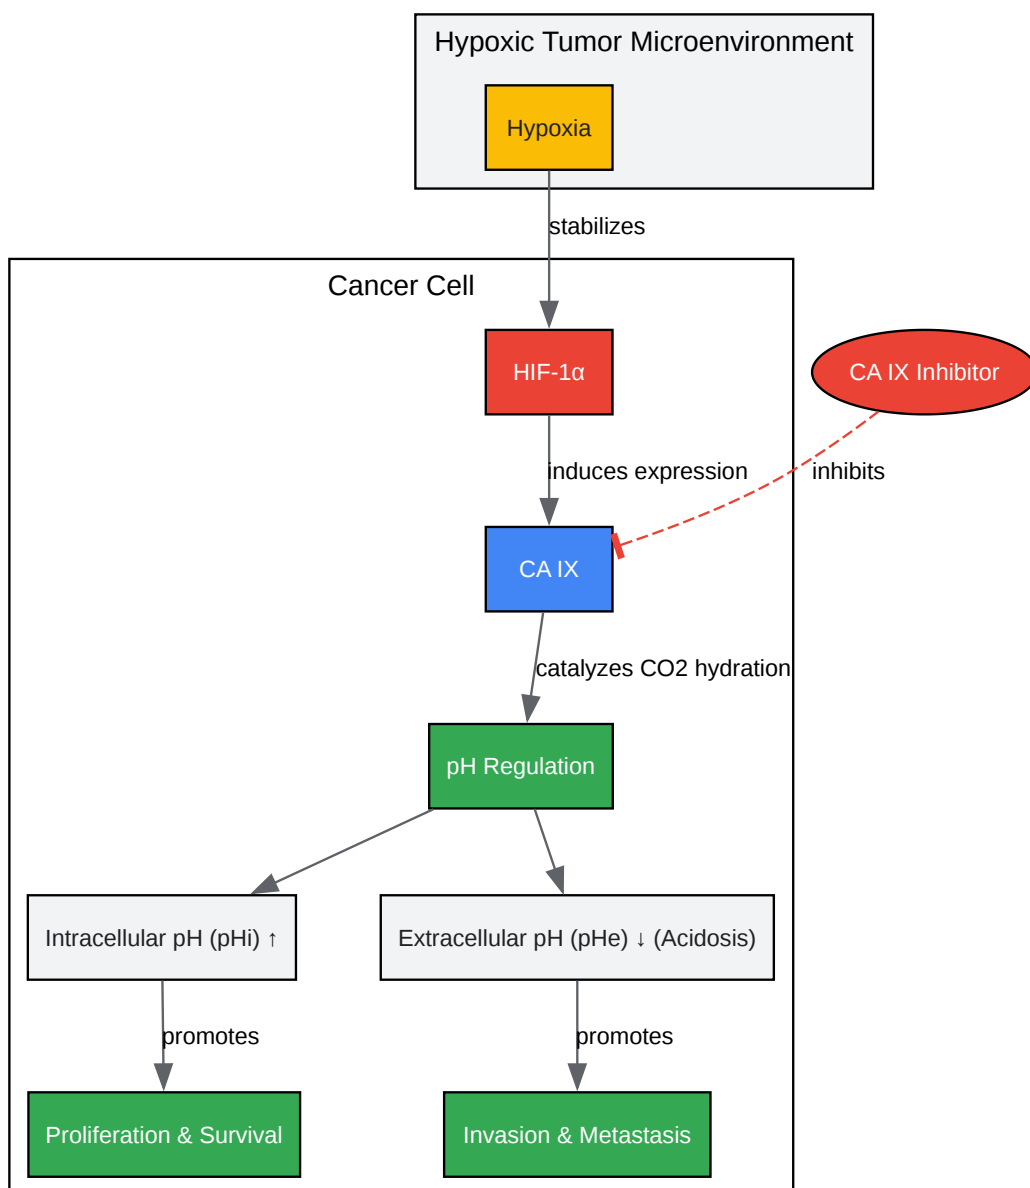 Hypoxic Tumor Microenvironment
Hypoxia
stabilizes
Cancer Cell
HIF-1α
CA IX Inhibitor
induces expression
inhibits
CA IX
catalyzes CO2 hydration
pH Regulation
Intracellular pH (pHi) ↑
Extracellular pH (pHe) ↓ (Acidosis)
promotes
promotes
Proliferation & Survival
Invasion & Metastasis